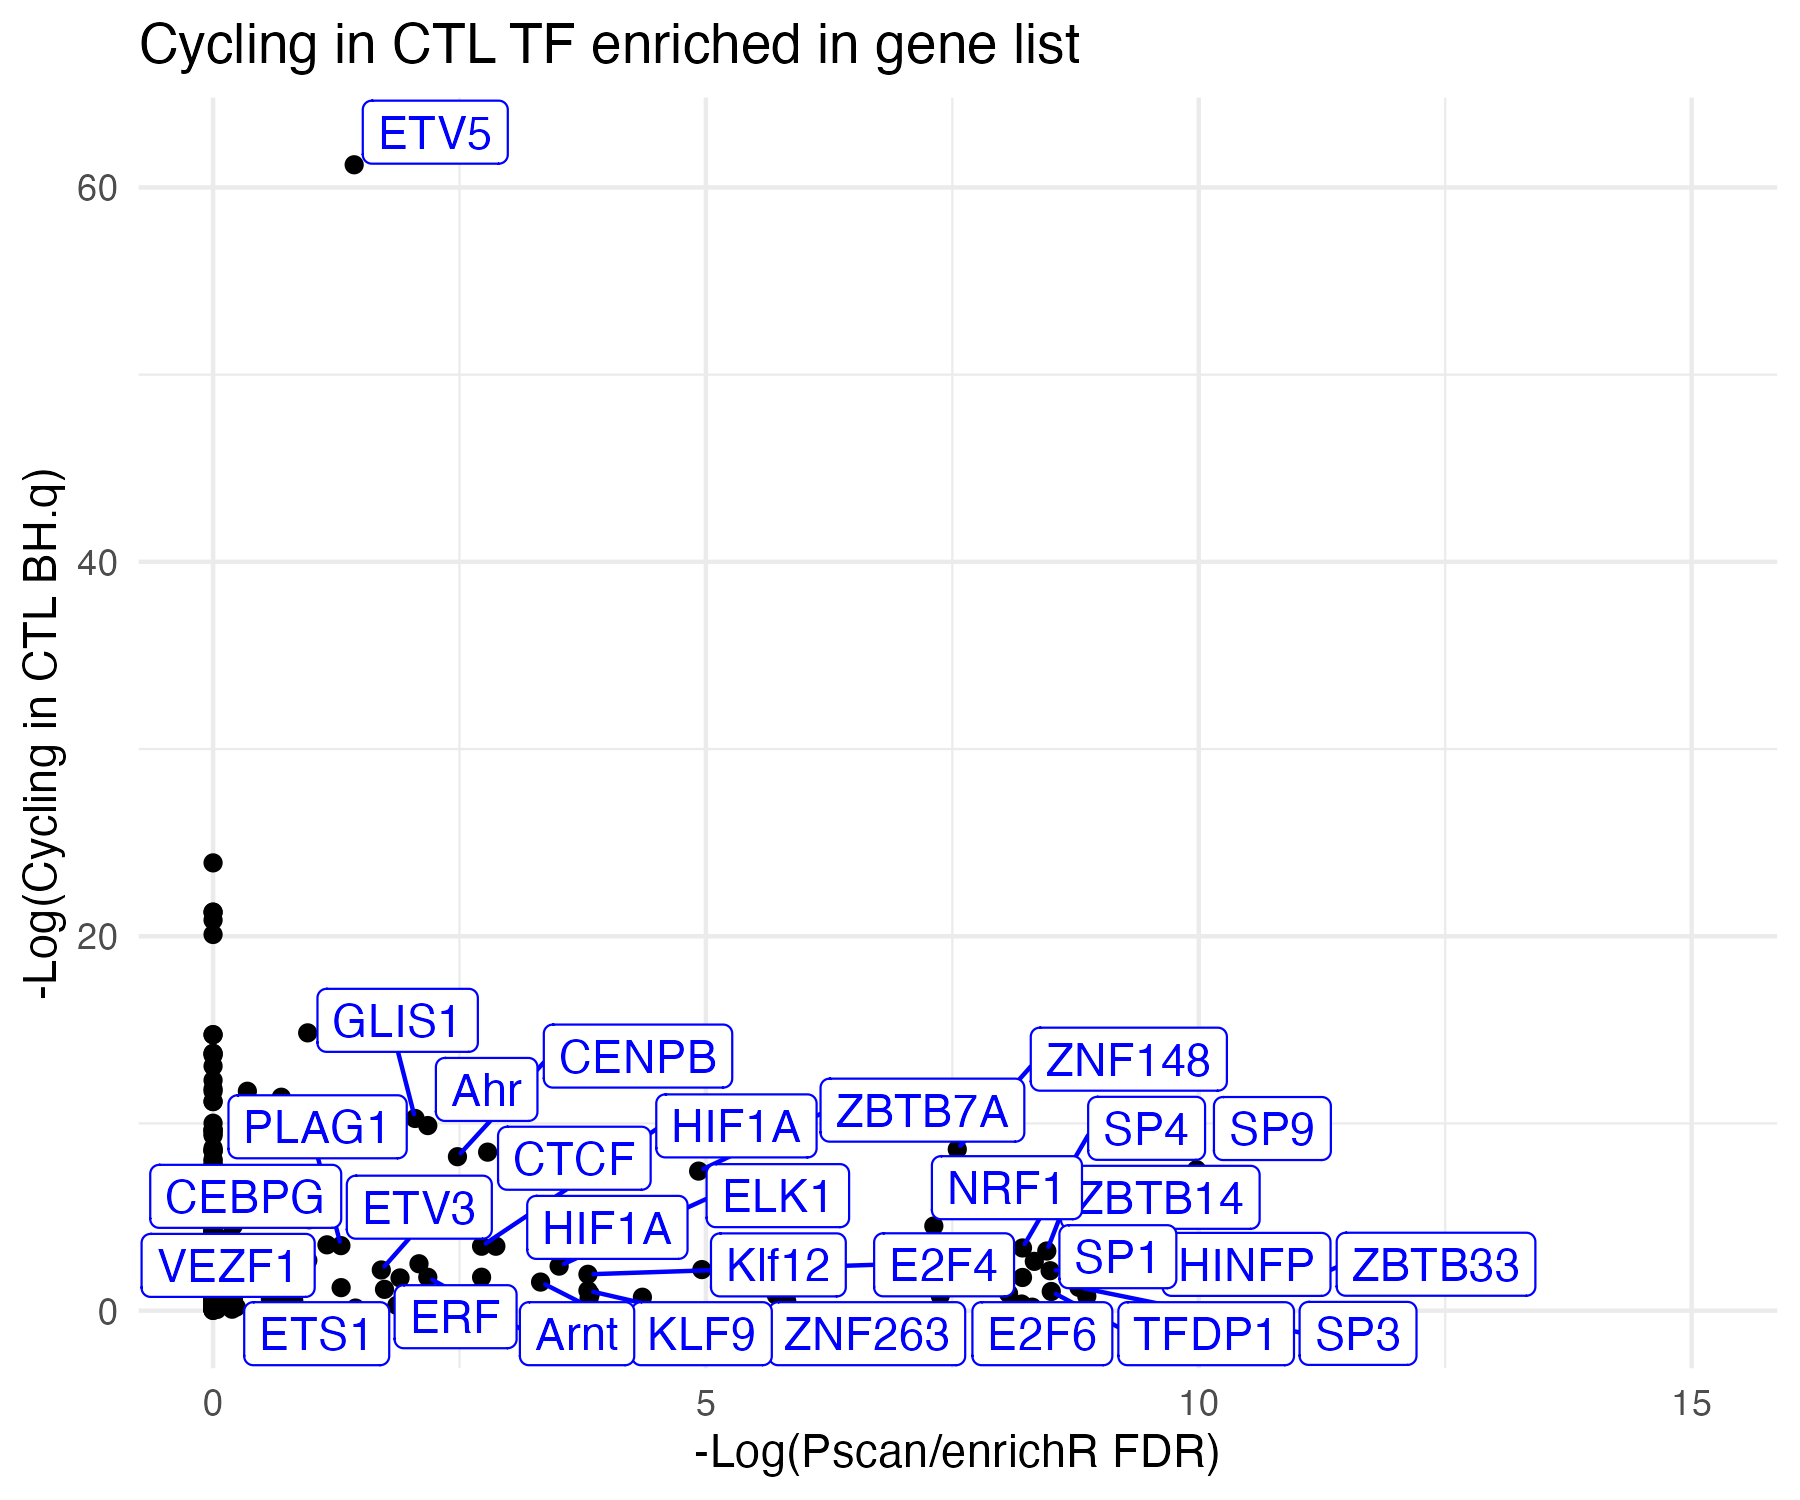 Cycling in CTL TF enriched in gene list
-Log(Cycling in CTL BH.q)
60
40
20
0
ETV5
GLIS1
CENPB
ZNF148
Ahr
ZBTB7A
HIF1A
PLAG1
SP4
SP9
CTCF
NRF1
ELK1
CEBPG
ZBTB14
ETV3
HIF1A
SP1
Klf12
E2F4
HINFP
ZBTB33
VEZF1
ERF
ETS1
Arnt
KLF9
ZNF263
E2F6
TFDP1
SP3
0
5
10
15
-Log(Pscan/enrichR FDR)